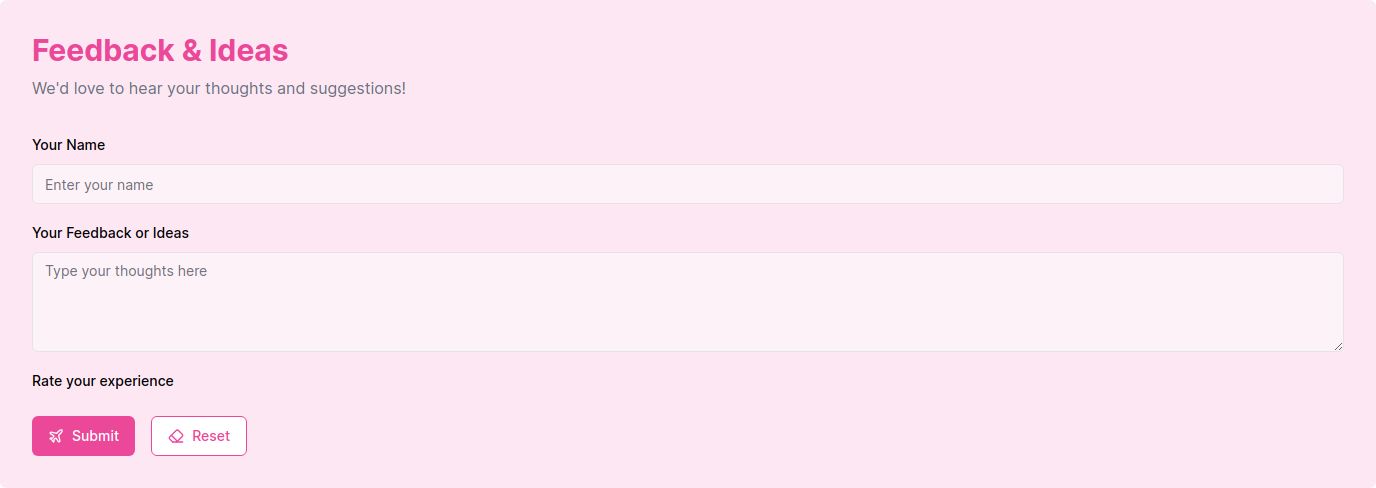 Feedback & Ideas
We'd love to hear your thoughts and suggestions!
Your Name
Enter your name
Your Feedback or Ideas
Type your thoughts here
Rate your experience
Submit
Reset